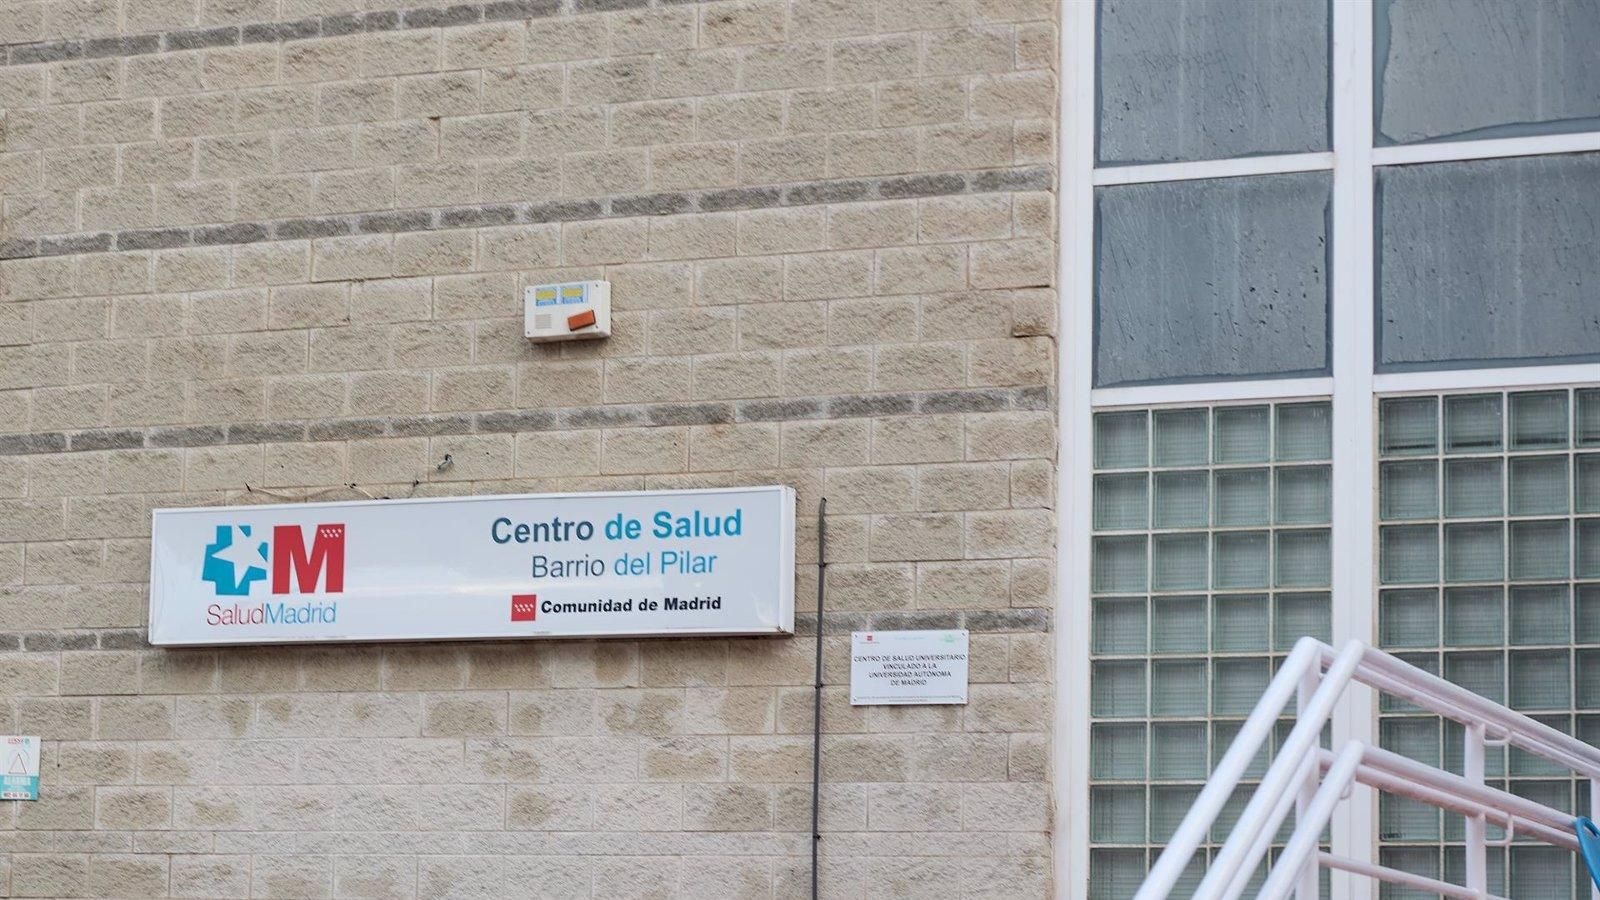 Centro de Salud
Barrio del Pilar
M
SaludMadrid
Comunidad de Madrid
CENTRO DE SALUD UNIVERSITARIO
VINCULADO A LA
UNIVERSIDAD AUTÓNOMA
DE MADRID
ALARMA